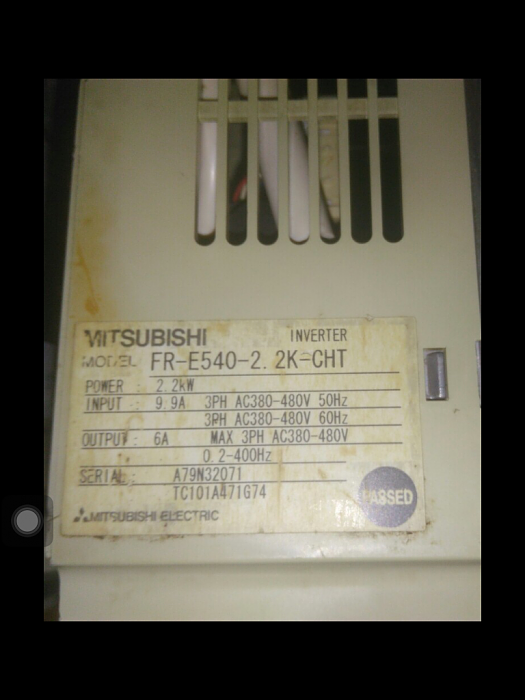 MITSUBISHI INVERTER
MODEL FR-E540-2.2K-CHT
POWER : 2.2kW
INPUT : 9.9A 3PH AC380-480V 50Hz
3PH AC380-480V 60Hz
OUTPUT : 6A MAX 3PH AC380-480V
0.2-400Hz
SERIAL : A79N32071
TC101A471G74
PASSED
MITSUBISHI ELECTRIC